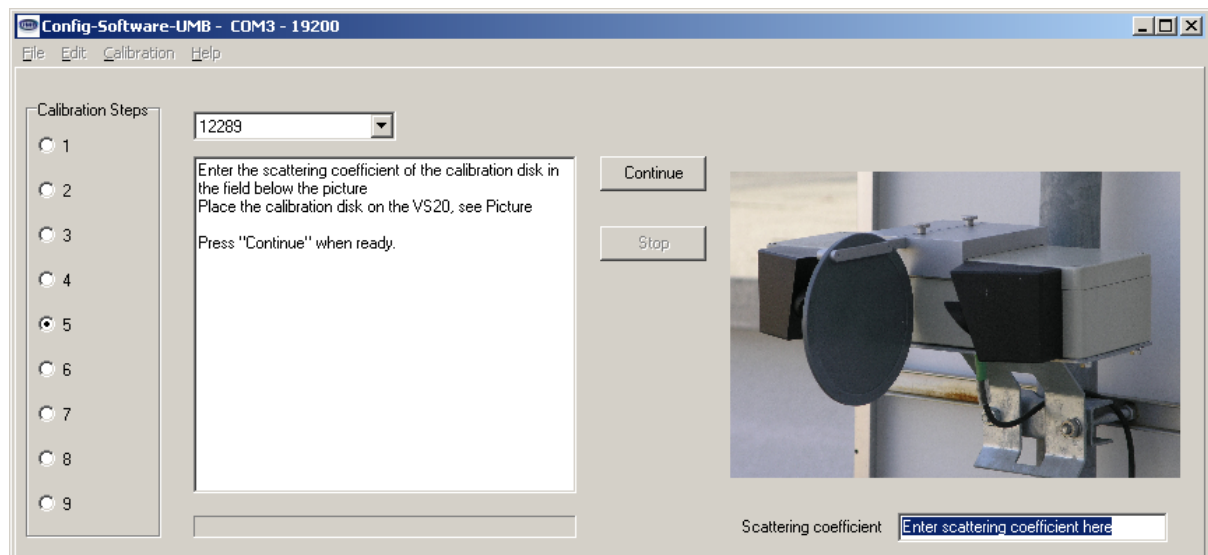 Config-Software-UMB - COM3 - 19200
File Edit Calibration Help
Calibration Steps
1
2
3
4
5
6
7
8
9
12289
Enter the scattering coefficient of the calibration disk in
the field below the picture
Place the calibration disk on the VS20, see Picture
Press "Continue" when ready.
Continue
Stop
Scattering coefficient Enter scattering coefficient here